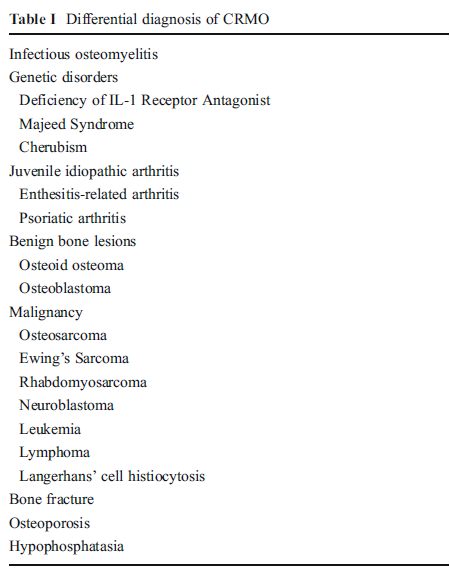 Table I Differential diagnosis of CRMO
Infectious osteomyelitis
Genetic disorders
Deficiency of IL-1 Receptor Antagonist
Majeed Syndrome
Cherubism
Juvenile idiopathic arthritis
Enthesitis-related arthritis
Psoriatic arthritis
Benign bone lesions
Osteoid osteoma
Osteoblastoma
Malignancy
Osteosarcoma
Ewing’s Sarcoma
Rhabdomyosarcoma
Neuroblastoma
Leukemia
Lymphoma
Langerhans’ cell histiocytosis
Bone fracture
Osteoporosis
Hypophosphatasia